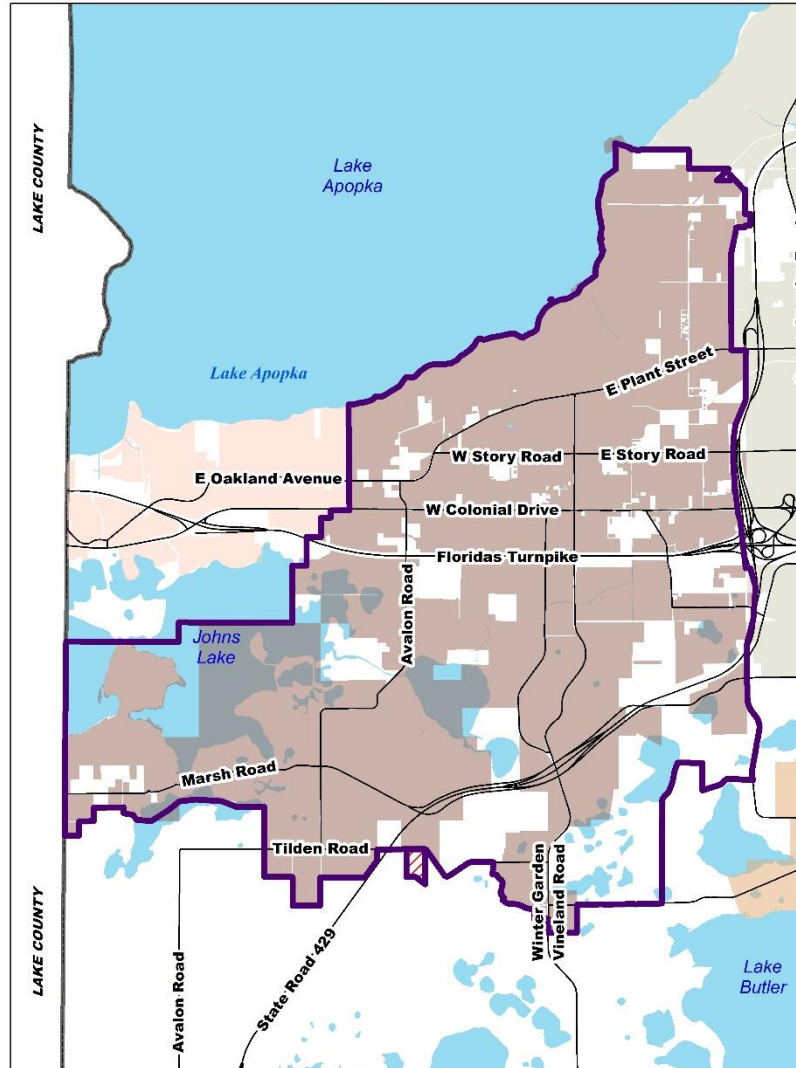 LAKE COUNTY
Lake
Apopka
Lake Apopka
E Plant Street
W Story Road
E Story Road
E Oakland Avenue
W Colonial Drive
Floridas Turnpike
Avalon Road
Johns
Lake
Marsh Road
Tilden Road
Winter Garden
Vineland Road
State Road 429
Avalon Road
LAKE COUNTY
Lake
Butler